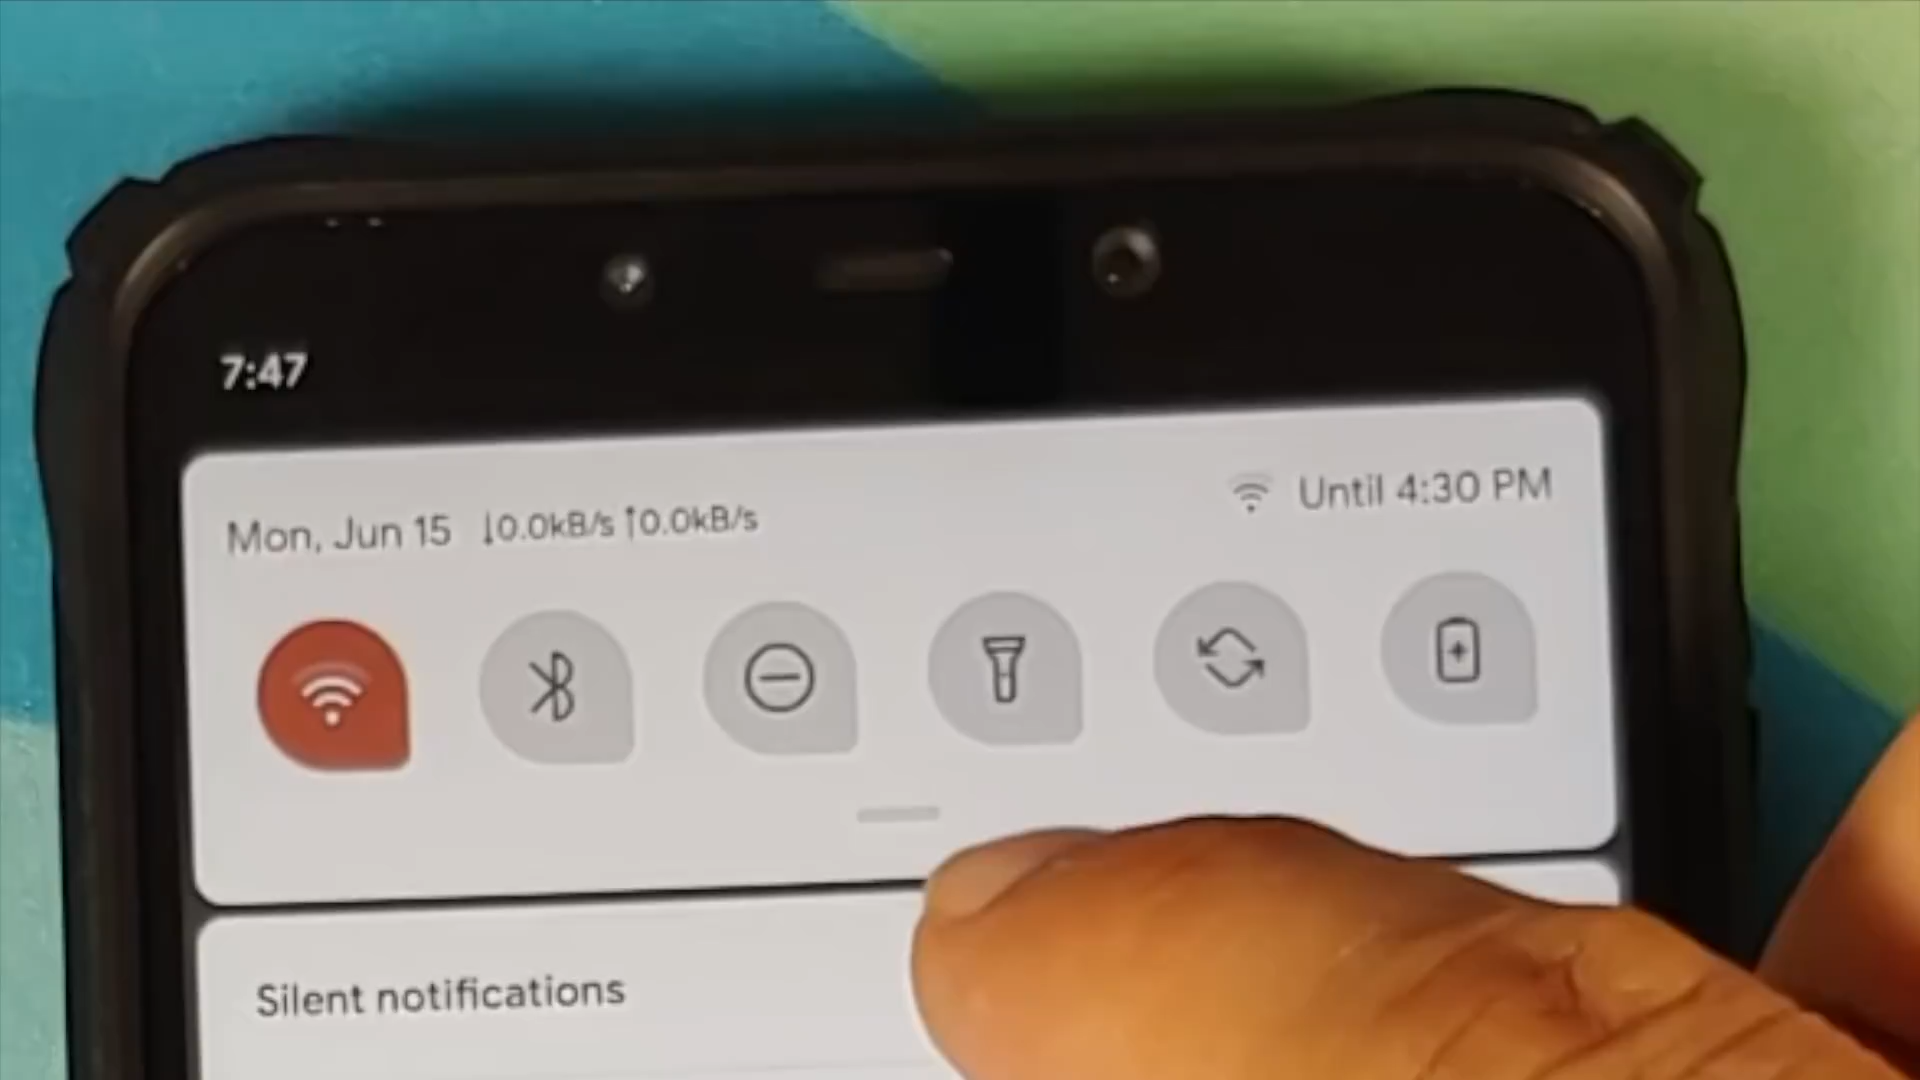 7:47
Mon, Jun 15 ↓0.0kB/s ↑0.0kB/s
Until 4:30 PM
Silent notifications